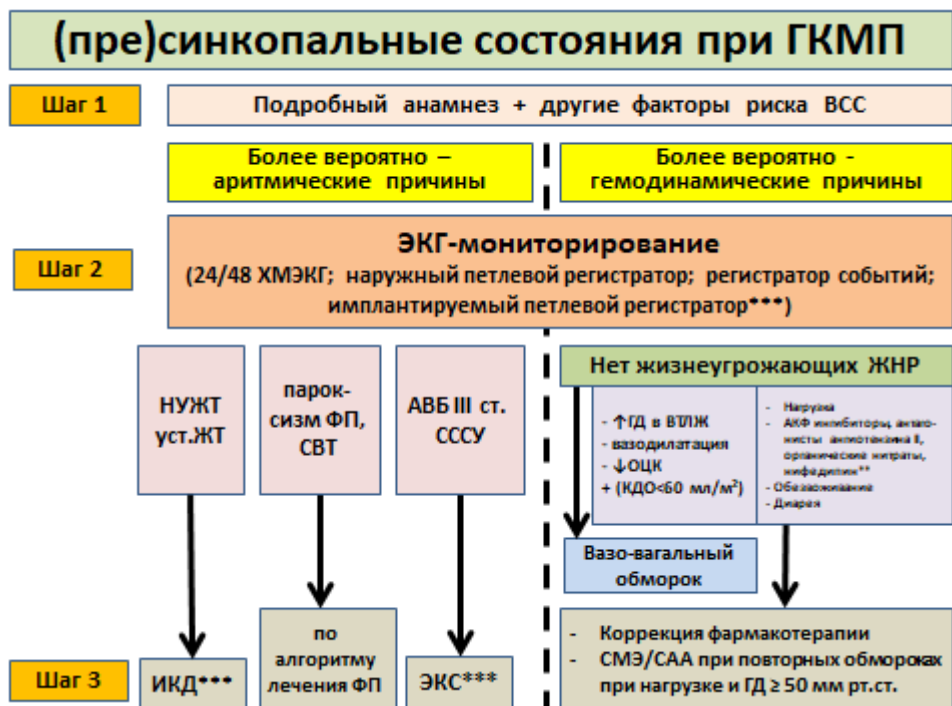 (пре)синкопальные состояния при ГКМП
Шаг 1
Подробный анамнез + другие факторы риска ВСС
Более вероятно –
аритмические причины
Более вероятно -
гемодинамические причины
Шаг 2
ЭКГ-мониторирование
(24/48 ХМЭКГ; наружный петлевой регистратор; регистратор событий;
имплантируемый петлевой регистратор***)
НУЖТ
уст.ЖТ
парок-
сизм ФП,
СВТ
АВБ III ст.
СССУ
Нет жизнеугрожающих ЖНР
- ↑ГД в ВТЛЖ
- вазодилатация
- ↓ОЦК
+ (КДО<60 мл/м²)
- Нагрузка
- АКФ ингибиторы, антаго-
нисты ангиотензина II,
органические нитраты,
нифедипин**
- Обезвоживание
- Диарея
Вазо-вагальный
обморок
Шаг 3
ИКД***
по
алгоритму
лечения ФП
ЭКС***
- Коррекция фармакотерапии
- СМЭ/САА при повторных обмороках
при нагрузке и ГД ≥ 50 мм рт.ст.